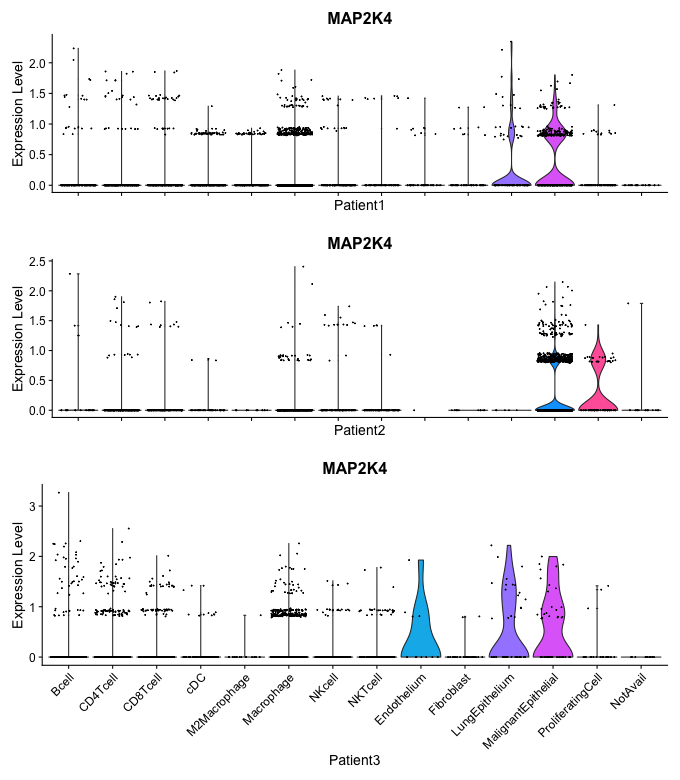 MAP2K4
Expression Level
2.0
1.5
1.0
0.5
0.0
Patient1
MAP2K4
Expression Level
2.5
2.0
1.5
1.0
0.5
0.0
Patient2
MAP2K4
Expression Level
3
2
1
0
Bcell
CD4Tcell
CD8Tcell
cDC
M2Macrophage
Macrophage
NKcell
NKTcell
Endothelium
Fibroblast
LungEpithelium
MalignantEpithelial
ProliferatingCell
NotAvail
Patient3